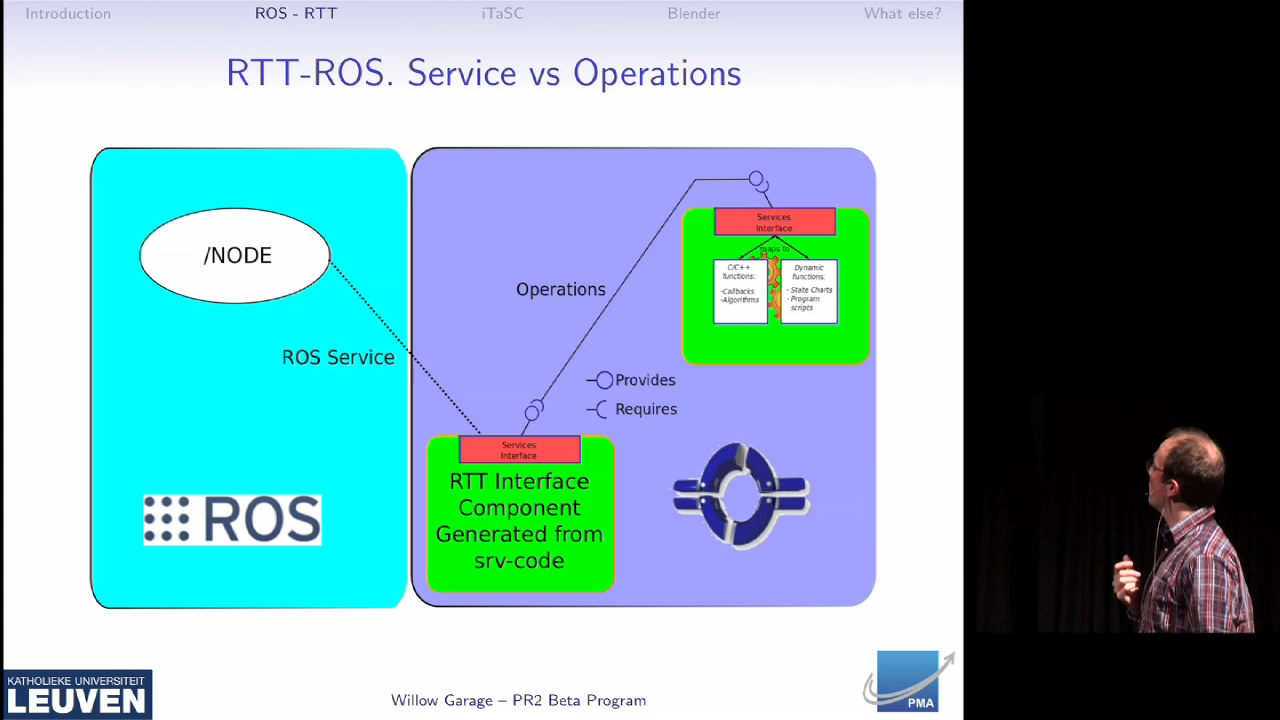 Introduction
ROS - RTT
iTaSC
Blender
What else?
RTT-ROS. Service vs Operations
/NODE
ROS Service
ROS
Operations
Services
Interface
maps to
C/C++
functions:
-Callbacks
-Algorithms
Dynamic
functions:
- State Charts
- Program
scripts
Provides
Requires
Services
Interface
RTT Interface
Component
Generated from
srv-code
KATHOLIEKE UNIVERSITEIT
LEUVEN
Willow Garage – PR2 Beta Program
PMA